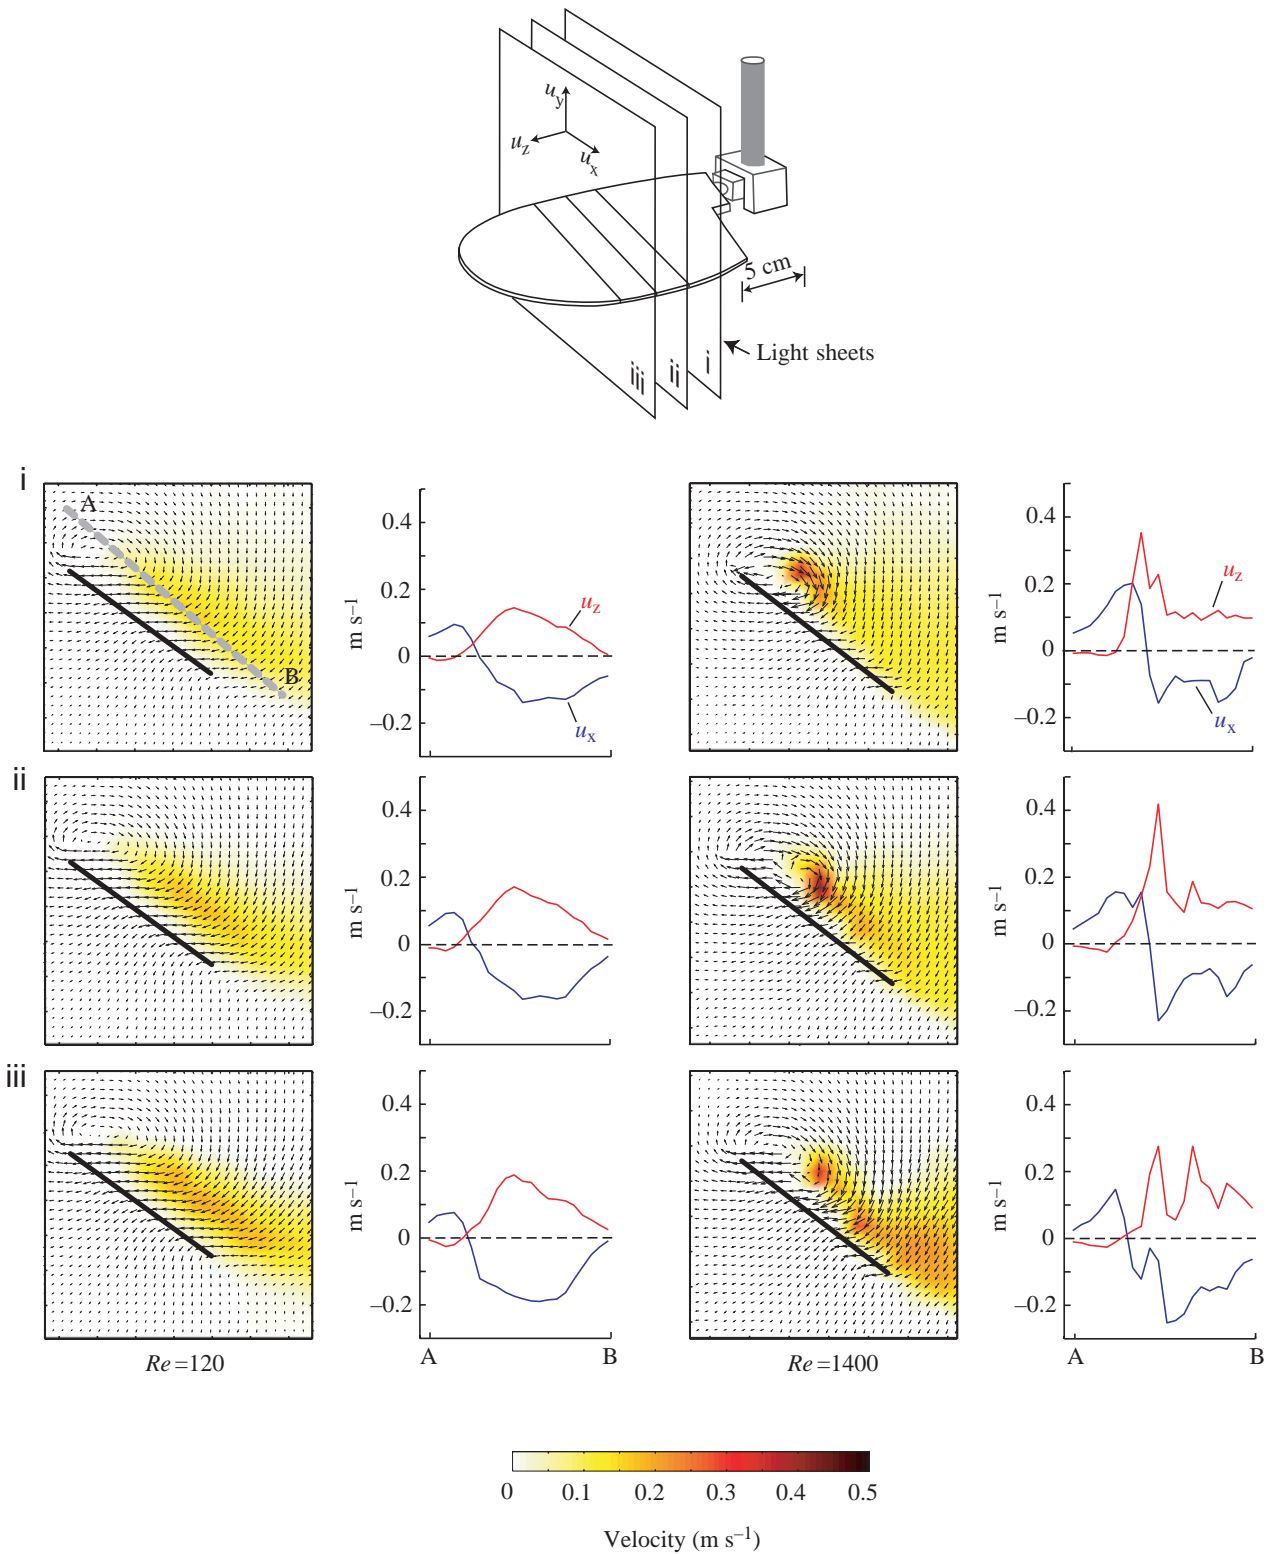 u_y
u_z
u_x
5 cm
Light sheets
iii
ii
i
i
A
B
m s⁻¹
0.4
0.2
0
–0.2
u_z
u_x
m s⁻¹
0.4
0.2
0
–0.2
u_z
u_x
ii
m s⁻¹
0.4
0.2
0
–0.2
m s⁻¹
0.4
0.2
0
–0.2
iii
m s⁻¹
0.4
0.2
0
–0.2
A
B
m s⁻¹
0.4
0.2
0
–0.2
A
B
Re=120
Re=1400
0 0.1 0.2 0.3 0.4 0.5
Velocity (m s⁻¹)